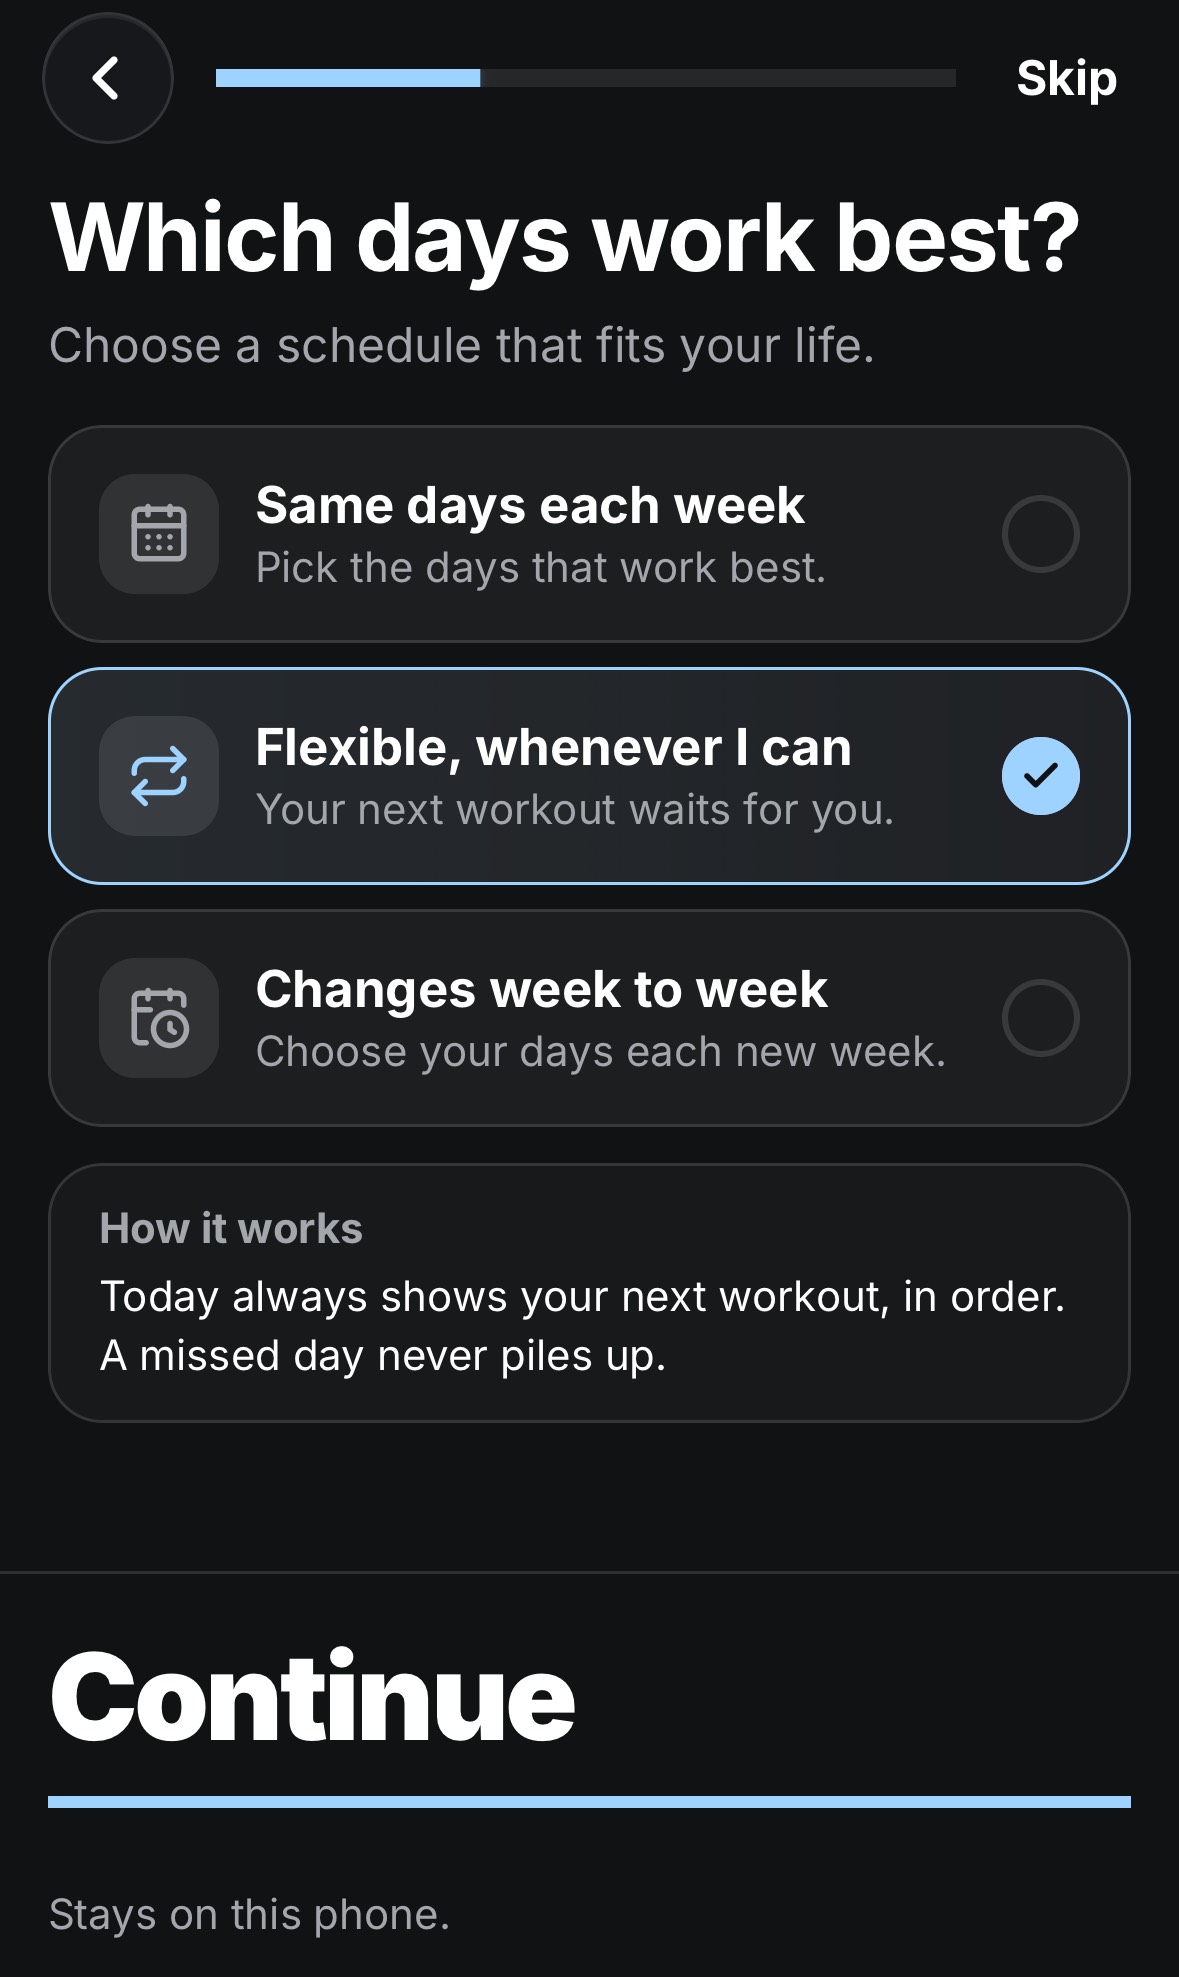 Skip
Which days work best?
Choose a schedule that fits your life.
Same days each week
Pick the days that work best.
Flexible, whenever I can
Your next workout waits for you.
Changes week to week
Choose your days each new week.
How it works
Today always shows your next workout, in order.
A missed day never piles up.
Continue
Stays on this phone.